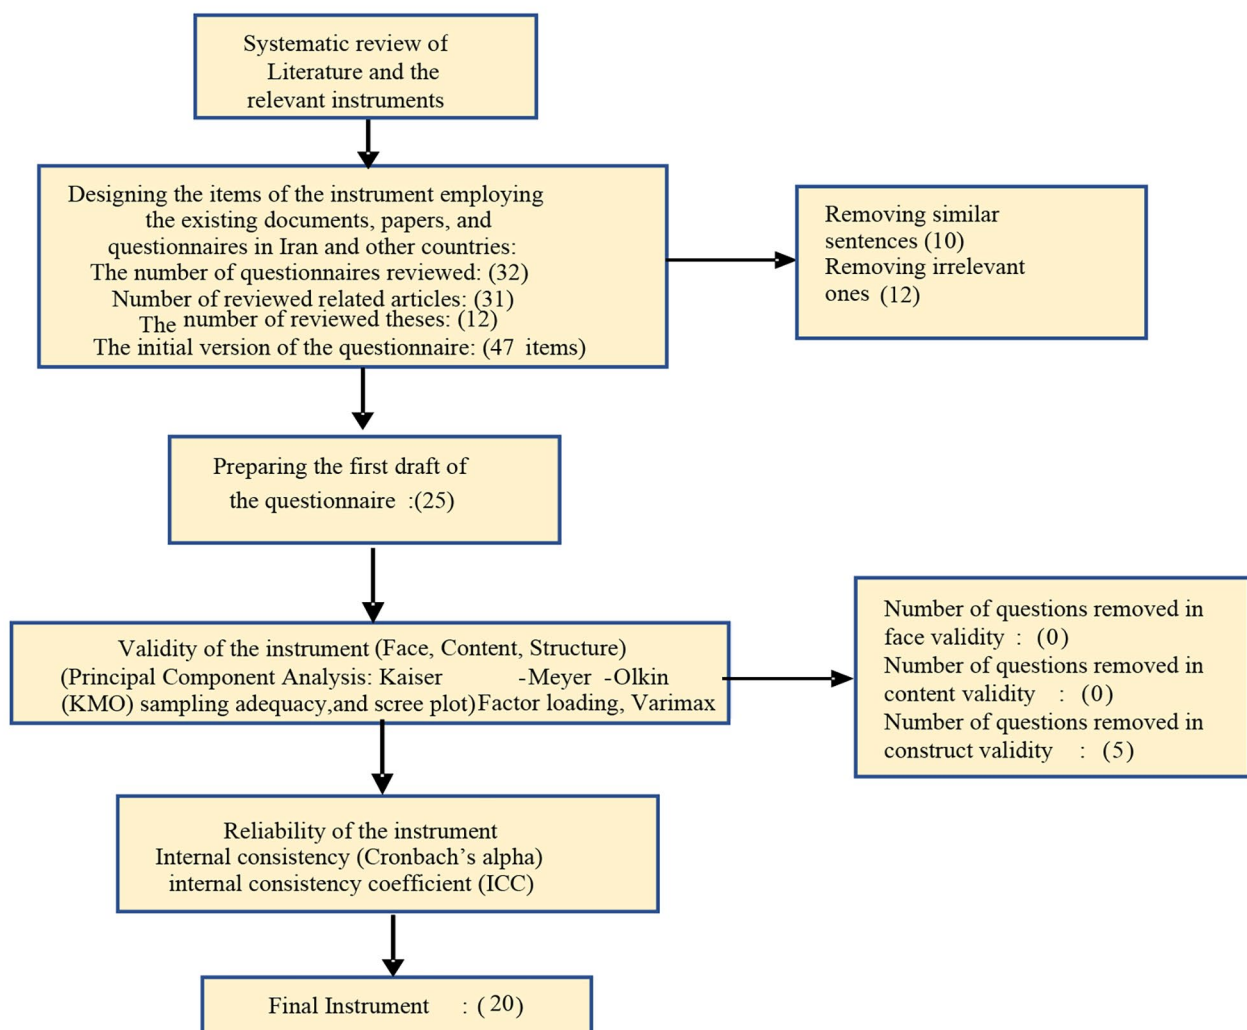 Systematic review of
Literature and the
relevant instruments
Designing the items of the instrument employing
the existing documents, papers, and
questionnaires in Iran and other countries:
The number of questionnaires reviewed: (32)
Number of reviewed related articles: (31)
The number of reviewed theses: (12)
The initial version of the questionnaire: (47 items)
Removing similar
sentences (10)
Removing irrelevant
ones (12)
Preparing the first draft of
the questionnaire :(25)
Validity of the instrument (Face, Content, Structure)
(Principal Component Analysis: Kaiser -Meyer -Olkin
(KMO) sampling adequacy,and scree plot)Factor loading, Varimax
Number of questions removed in
face validity : (0)
Number of questions removed in
content validity : (0)
Number of questions removed in
construct validity : (5)
Reliability of the instrument
Internal consistency (Cronbach’s alpha)
internal consistency coefficient (ICC)
Final Instrument : (20)